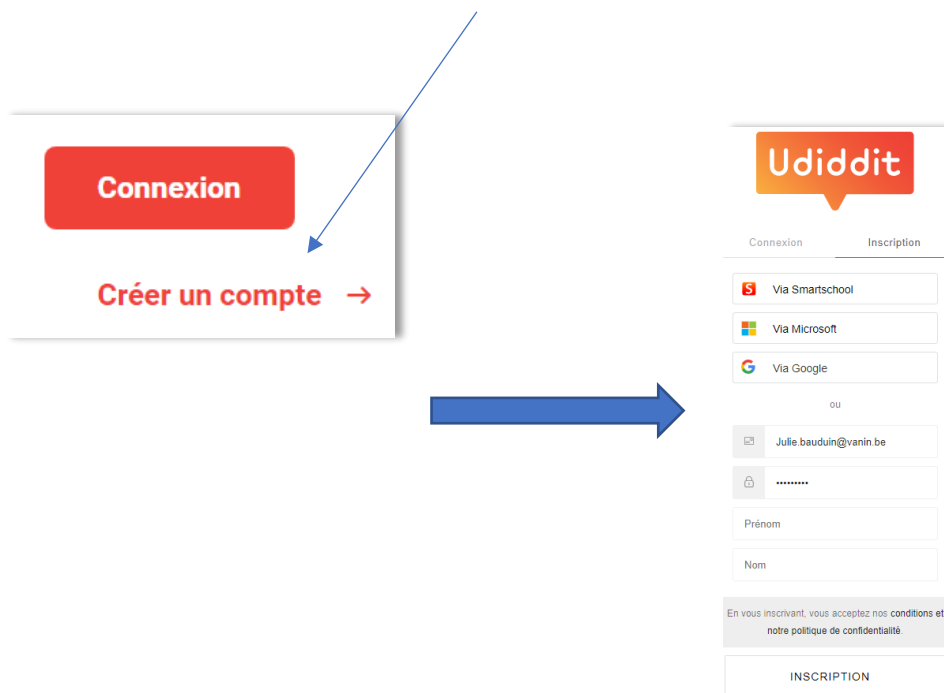 Connexion
Créer un compte →
Udiddit
Connexion Inscription
Via Smartschool
Via Microsoft
Via Google
ou
Julie.bauduin@vanin.be
•••••••••
Prénom
Nom
En vous inscrivant, vous acceptez nos conditions et
notre politique de confidentialité.
INSCRIPTION